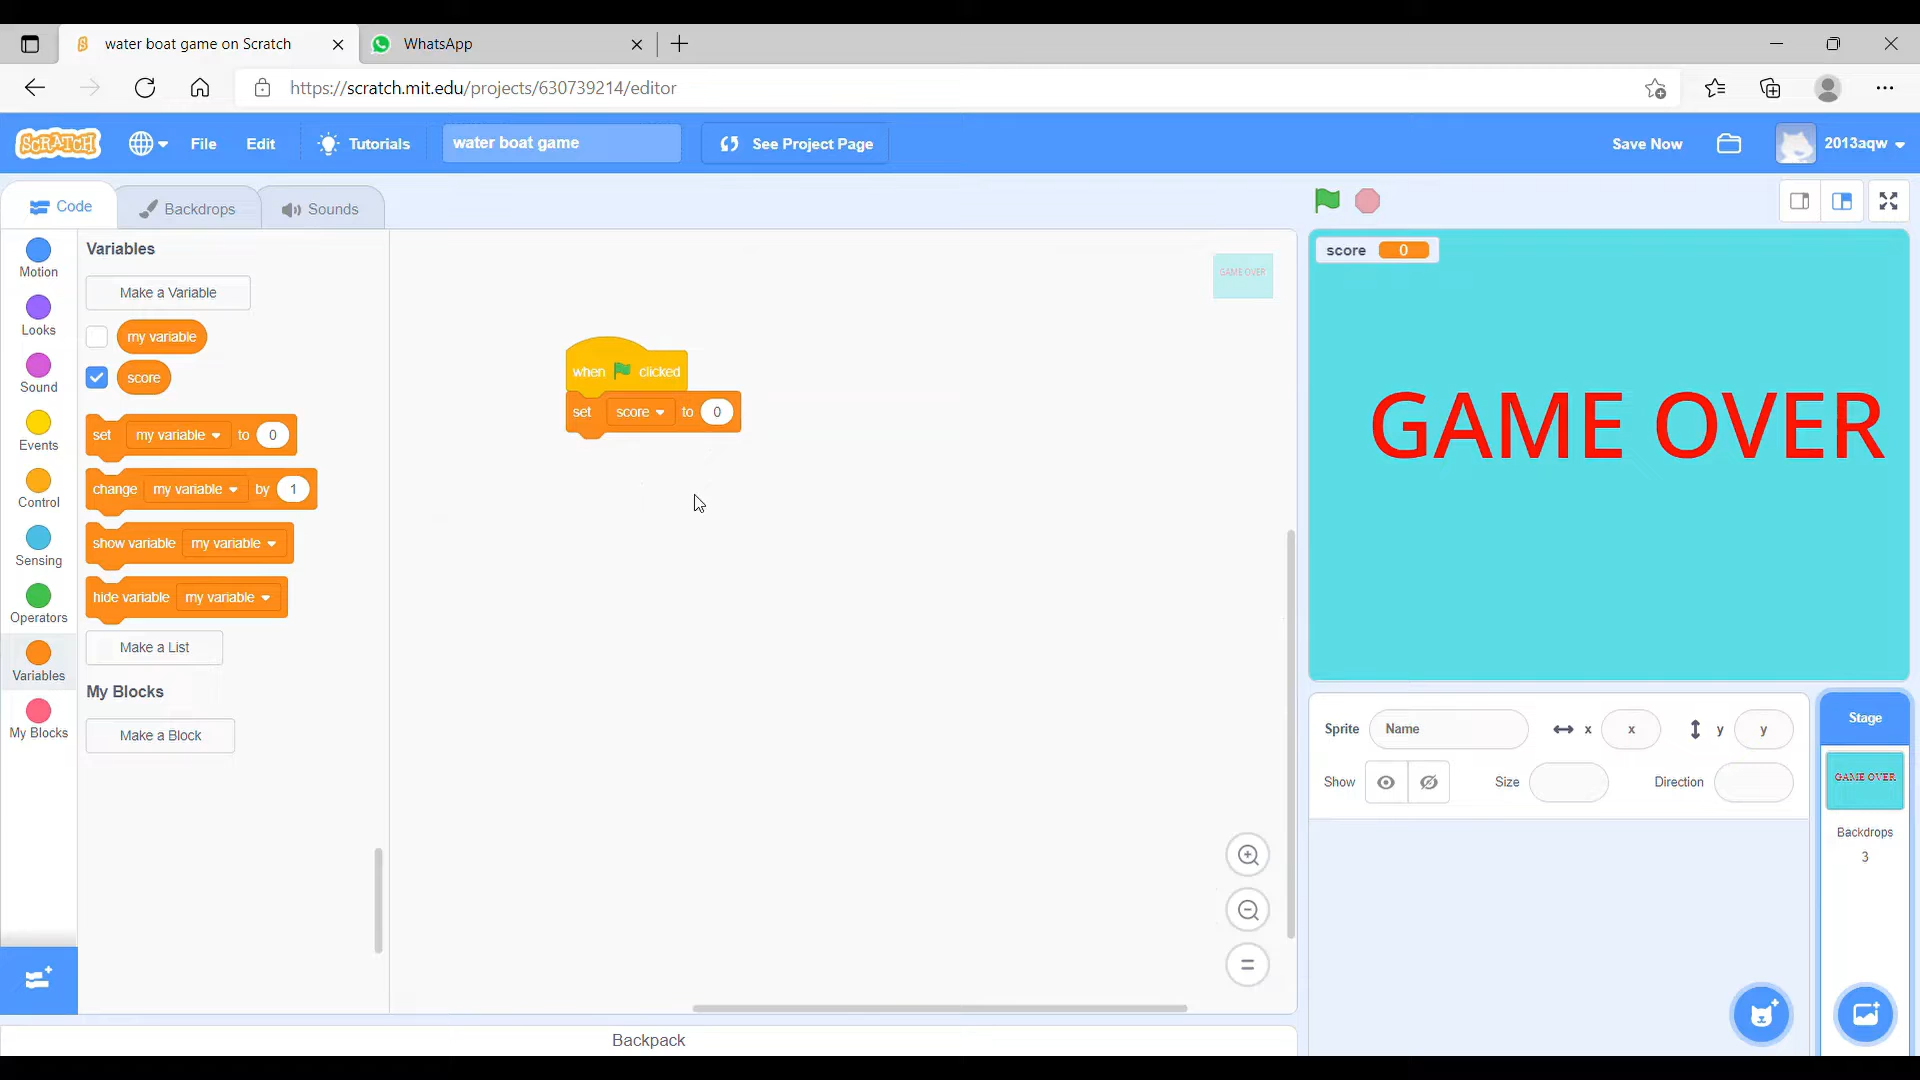 water boat game on Scratch
WhatsApp
https://scratch.mit.edu/projects/630739214/editor
SCRATCH
File
Edit
Tutorials
water boat game
See Project Page
Save Now
2013aqw
Code
Backdrops
Sounds
Motion
Looks
Sound
Events
Control
Sensing
Operators
Variables
My Blocks
Variables
Make a Variable
my variable
score
set my variable to 0
change my variable by 1
show variable my variable
hide variable my variable
Make a List
My Blocks
Make a Block
when clicked
set score to 0
GAME OVER
Backpack
score 0
GAME OVER
Sprite Name x x y y
Show Size Direction
Stage
GAME OVER
Backdrops
3